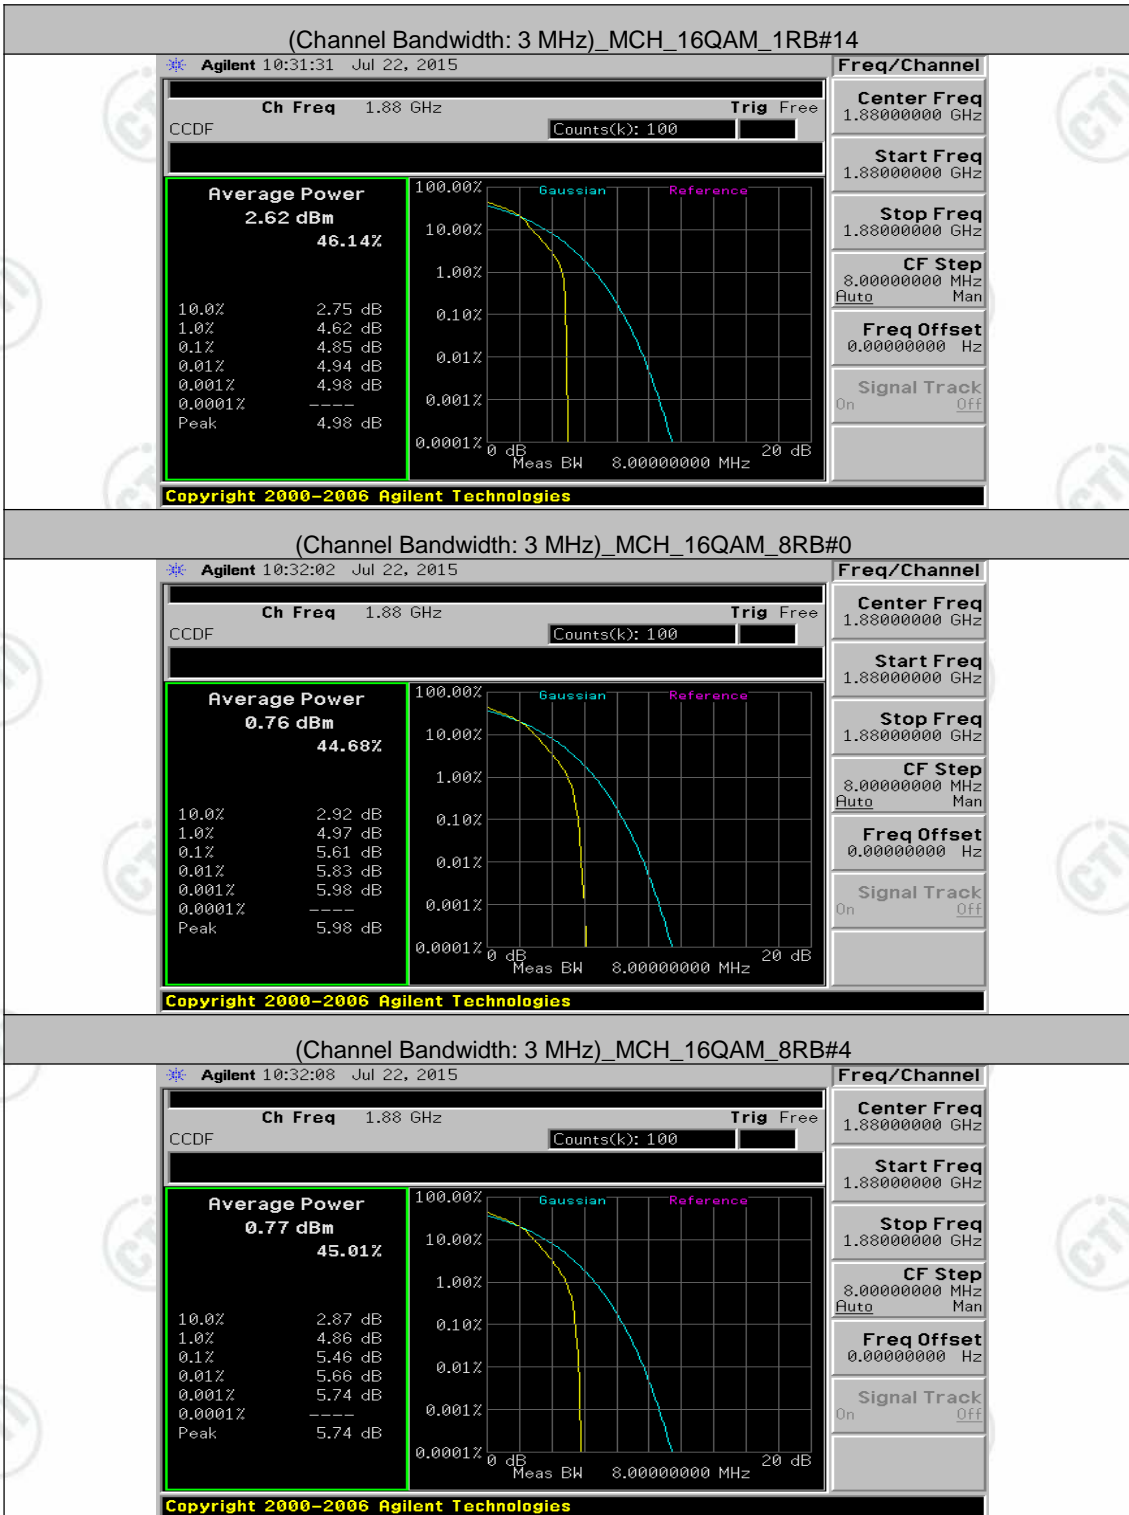 (Channel Bandwidth: 3 MHz)_MCH_16QAM_1RB#14
Agilent 10:31:31 Jul 22, 2015
Freq/Channel
Ch Freq 1.88 GHz Trig Free
CCDF Counts(k): 100
Average Power
2.62 dBm
46.14%
10.0% 2.75 dB
1.0% 4.62 dB
0.1% 4.85 dB
0.01% 4.94 dB
0.001% 4.98 dB
0.0001% ----
Peak 4.98 dB
Gaussian Reference
100.00%
10.00%
1.00%
0.10%
0.01%
0.001%
0.0001%
0 dB 20 dB
Meas BW 8.00000000 MHz
Center Freq
1.88000000 GHz
Start Freq
1.88000000 GHz
Stop Freq
1.88000000 GHz
CF Step
8.00000000 MHz
Auto Man
Freq Offset
0.00000000 Hz
Signal Track
On Off
Copyright 2000-2006 Agilent Technologies
(Channel Bandwidth: 3 MHz)_MCH_16QAM_8RB#0
Agilent 10:32:02 Jul 22, 2015
Freq/Channel
Ch Freq 1.88 GHz Trig Free
CCDF Counts(k): 100
Average Power
0.76 dBm
44.68%
10.0% 2.92 dB
1.0% 4.97 dB
0.1% 5.61 dB
0.01% 5.83 dB
0.001% 5.98 dB
0.0001% ----
Peak 5.98 dB
Gaussian Reference
100.00%
10.00%
1.00%
0.10%
0.01%
0.001%
0.0001%
0 dB 20 dB
Meas BW 8.00000000 MHz
Center Freq
1.88000000 GHz
Start Freq
1.88000000 GHz
Stop Freq
1.88000000 GHz
CF Step
8.00000000 MHz
Auto Man
Freq Offset
0.00000000 Hz
Signal Track
On Off
Copyright 2000-2006 Agilent Technologies
(Channel Bandwidth: 3 MHz)_MCH_16QAM_8RB#4
Agilent 10:32:08 Jul 22, 2015
Freq/Channel
Ch Freq 1.88 GHz Trig Free
CCDF Counts(k): 100
Average Power
0.77 dBm
45.01%
10.0% 2.87 dB
1.0% 4.86 dB
0.1% 5.46 dB
0.01% 5.66 dB
0.001% 5.74 dB
0.0001% ----
Peak 5.74 dB
Gaussian Reference
100.00%
10.00%
1.00%
0.10%
0.01%
0.001%
0.0001%
0 dB 20 dB
Meas BW 8.00000000 MHz
Center Freq
1.88000000 GHz
Start Freq
1.88000000 GHz
Stop Freq
1.88000000 GHz
CF Step
8.00000000 MHz
Auto Man
Freq Offset
0.00000000 Hz
Signal Track
On Off
Copyright 2000-2006 Agilent Technologies